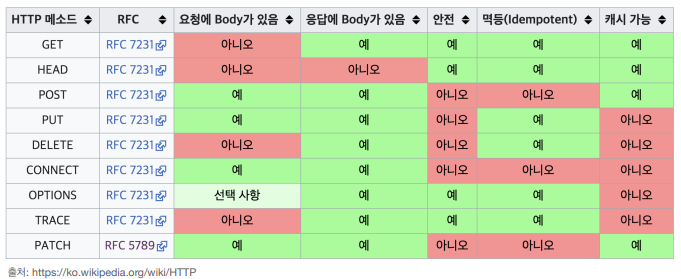 HTTP 메소드 RFC 요청에 Body가 있음 응답에 Body가 있음 안전 멱등(Idempotent) 캐시 가능
GET RFC 7231 아니오 예 예 예 예
HEAD RFC 7231 아니오 아니오 예 예 예
POST RFC 7231 예 예 아니오 아니오 예
PUT RFC 7231 예 예 아니오 예 아니오
DELETE RFC 7231 아니오 예 아니오 예 아니오
CONNECT RFC 7231 예 예 아니오 아니오 아니오
OPTIONS RFC 7231 선택 사항 예 예 예 아니오
TRACE RFC 7231 아니오 예 예 예 아니오
PATCH RFC 5789 예 예 아니오 아니오 예
출처: https://ko.wikipedia.org/wiki/HTTP